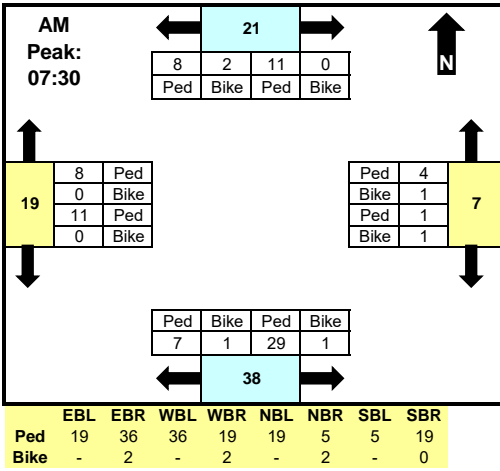 AM
Peak:
07:30
21
8 2 11 0
Ped Bike Ped Bike
N
19
8 Ped
0 Bike
11 Ped
0 Bike
Ped 4
Bike 1
Ped 1
Bike 1
7
Ped Bike Ped Bike
7 1 29 1
38
EBL EBR WBL WBR NBL NBR SBL SBR
Ped 19 36 36 19 19 5 5 19
Bike - 2 - 2 - 2 - 0